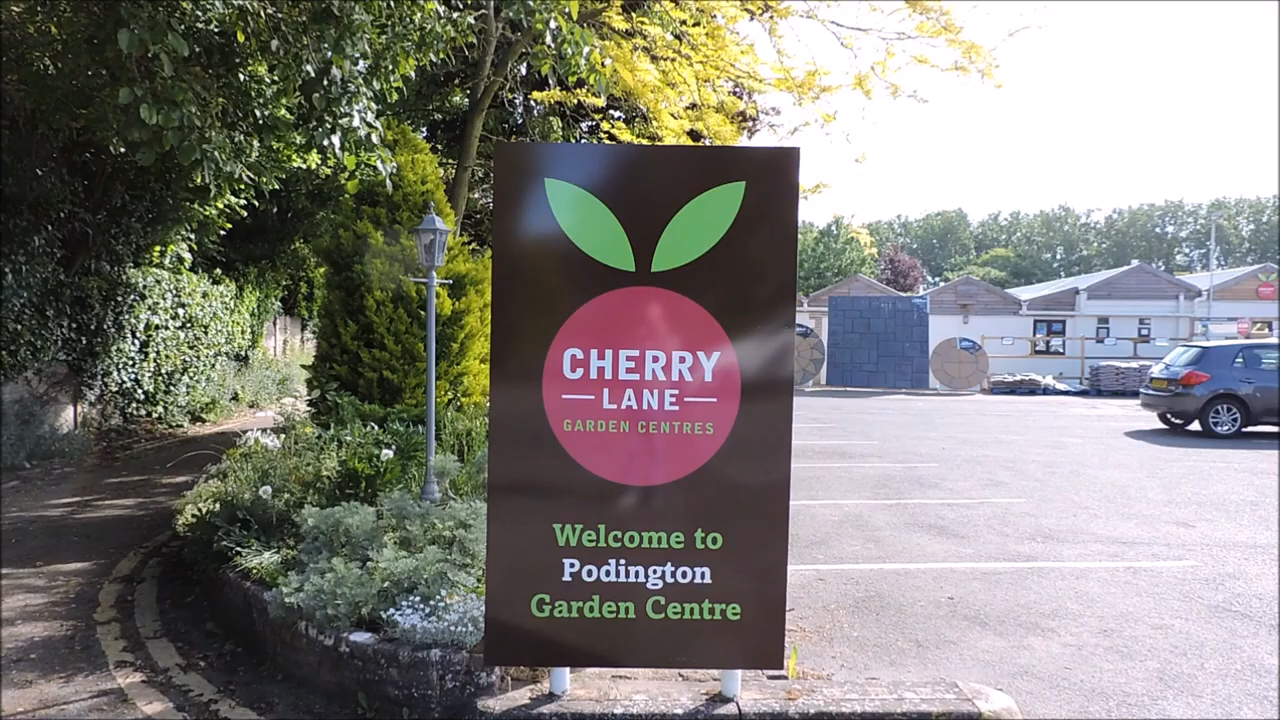 CHERRY
LANE
GARDEN CENTRES
Welcome to
Podington
Garden Centre